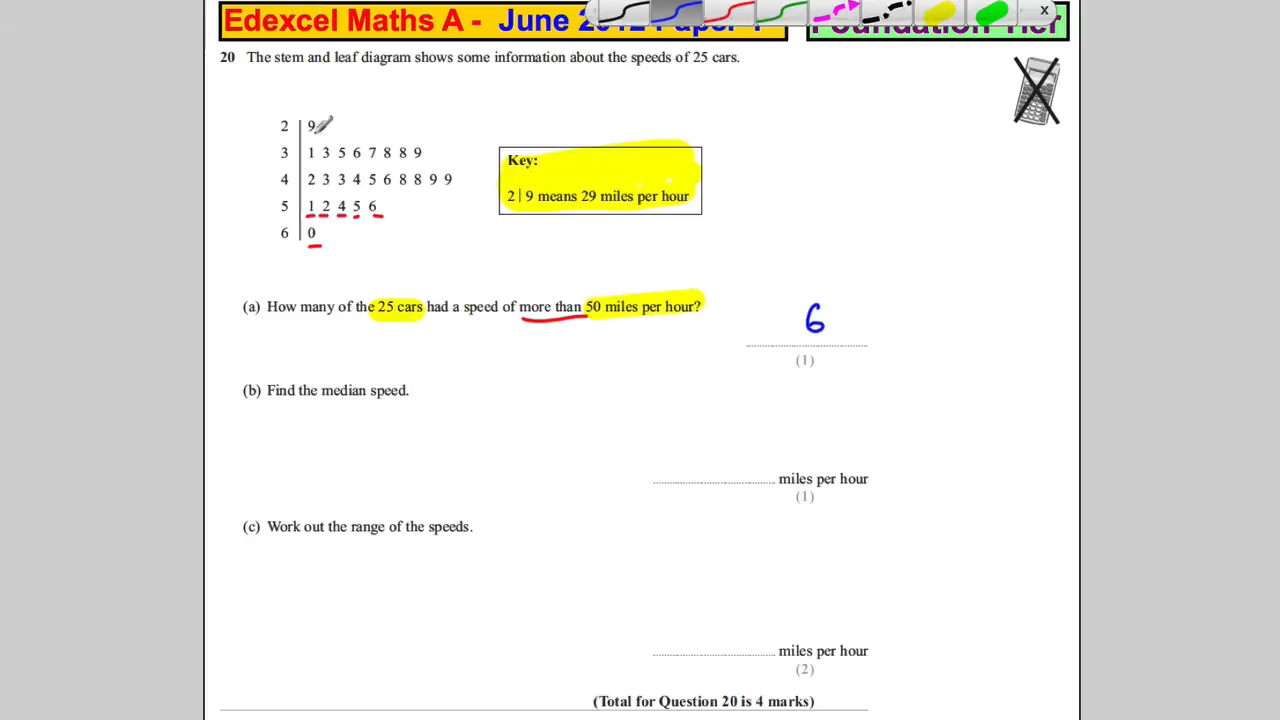 Edexcel Maths A - June 2012 Paper 1
Foundation Tier
x
20 The stem and leaf diagram shows some information about the speeds of 25 cars.
2 | 9
3 | 1 3 5 6 7 8 8 9
4 | 2 3 3 4 5 6 8 8 9 9
5 | 1 2 4 5 6
6 | 0
Key:
2 | 9 means 29 miles per hour
(a) How many of the 25 cars had a speed of more than 50 miles per hour?
6
(1)
(b) Find the median speed.
miles per hour
(1)
(c) Work out the range of the speeds.
miles per hour
(2)
(Total for Question 20 is 4 marks)